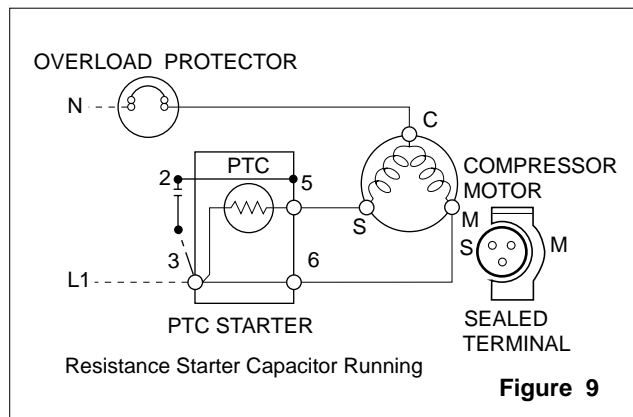 OVERLOAD PROTECTOR
N
C
PTC
2
5
COMPRESSOR
MOTOR
S
M
S
M
3
6
L1
PTC STARTER
SEALED
TERMINAL
Resistance Starter Capacitor Running
Figure 9